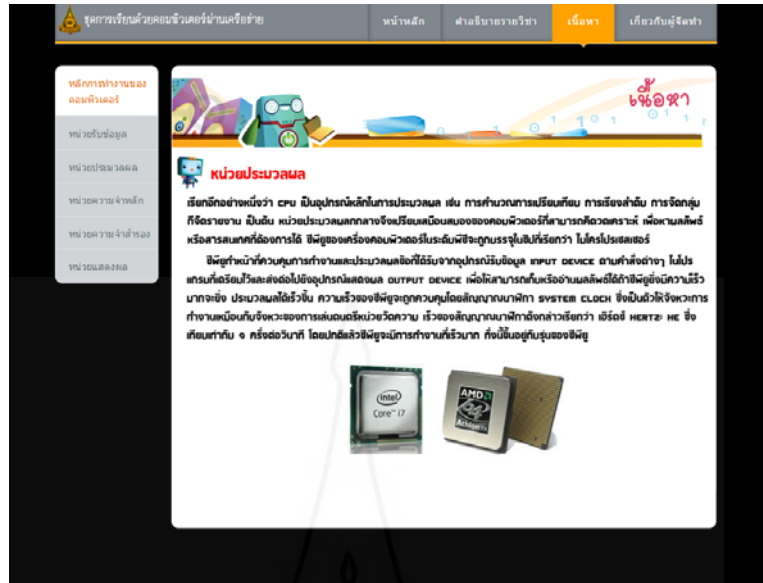 ชุดการเรียนด้วยคอมพิวเตอร์ผ่านเครือข่าย
หน้าหลัก
คำอธิบายรายวิชา
เนื้อหา
เกี่ยวกับผู้จัดทำ
หลักการทำงานของ
คอมพิวเตอร์
หน่วยรับข้อมูล
หน่วยประมวลผล
หน่วยความจำหลัก
หน่วยความจำสำรอง
หน่วยแสดงผล
เนื้อหา
หน่วยประมวลผล
เรียกอีกอย่างหนึ่งว่า CPU เป็นอุปกรณ์หลักในการประมวลผล เช่น การคำนวณการเปรียบเทียบ การเรียงลำดับ การจัดกลุ่ม
ทีจัดรายงาน เป็นต้น หน่วยประมวลผลกลางจึงเปรียบเสมือนสมองของคอมพิวเตอร์ที่สามารถคิดวิเคราะห์ เพื่อหาผลลัพธ์
หรือสารสนเทศที่ต้องการได้ ซีพียูของเครื่องคอมพิวเตอร์ในระดับพีซีจะถูกบรรจุในชิปที่เรียกว่า ไมโครโปรเซสเซอร์
ซีพียูทำหน้าที่ควบคุมการทำงานและประมวลผลข้อที่ได้รับจากอุปกรณ์รับข้อมูล INPUT DEVICE ตามคำสั่งต่างๆ ในโปร
แกรมที่เตรียมไว้และส่งต่อไปยังอุปกรณ์แสดงผล OUTPUT DEVICE เพื่อให้สามารถเก็บหรืออ่านผลลัพธ์ได้ถ้าซีพียูยิ่งมีความเร็ว
มากจะยิ่ง ประมวลผลได้เร็วขึ้น ความเร็วของซีพียูจะถูกควบคุมโดยสัญญาณนาฬิกา SYSTEM CLOCK ซึ่งเป็นตัวให้จังหวะการ
ทำงานเหมือนกับจังหวะของการเล่นดนตรีหน่วยวัดความ เร็วของสัญญาณนาฬิกาดังกล่าวเรียกว่า เฮิร์ตซ์ HERTZ: HE ซึ่ง
เทียบเท่ากับ ๑ ครั้งต่อวินาที โดยปกติแล้วซีพียูจะมีการทำงานที่เร็วมาก ทั้งนี้ขึ้นอยู่กับรุ่นของซีพียู
intel
Core™ i7
AMD
64
Athlon